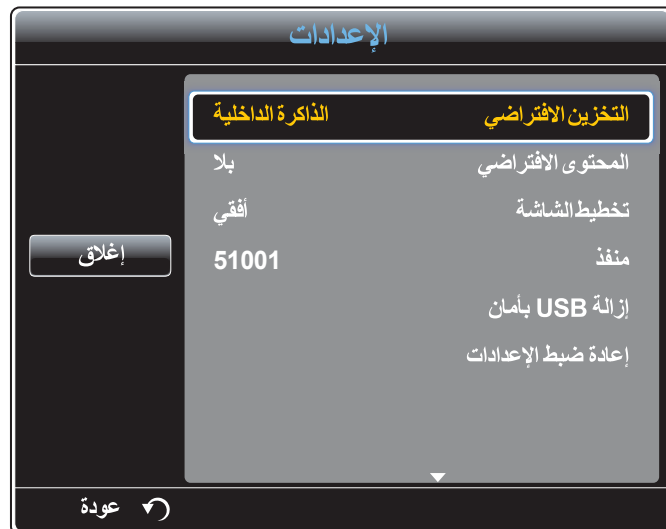 الإعدادات
التخزين الافتراضي الذاكرة الداخلية
المحتوى الافتراضي بلا
تخطيط الشاشة أفقي
منفذ 51001
إزالة USB بأمان
إعادة ضبط الإعدادات
إغلاق
عودة